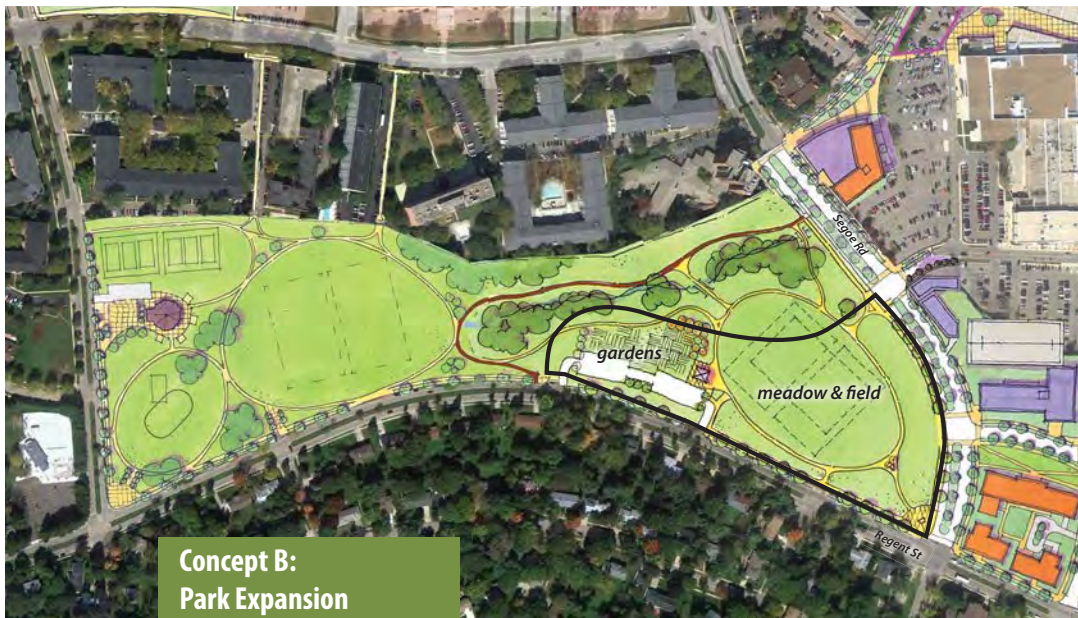 Segoe Rd
gardens
meadow & field
Regent St
Concept B:
Park Expansion